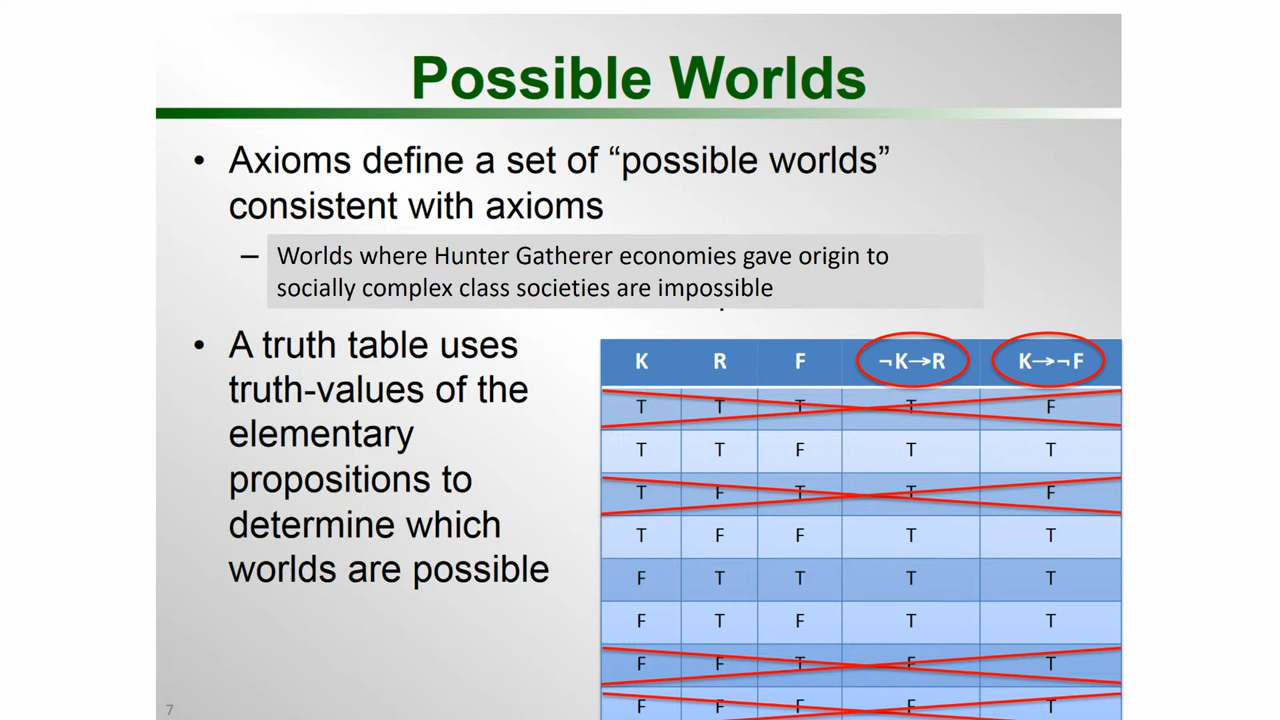 Possible Worlds
• Axioms define a set of “possible worlds”
consistent with axioms
– Worlds where Hunter Gatherer economies gave origin to
socially complex class societies are impossible
• A truth table uses
truth-values of the
elementary
propositions to
determine which
worlds are possible
K R F ¬K→R K→¬F
T T T T F
T T F T T
T F T T F
T F F T T
F T T T T
F T F T T
F F T F T
F F F F T
7